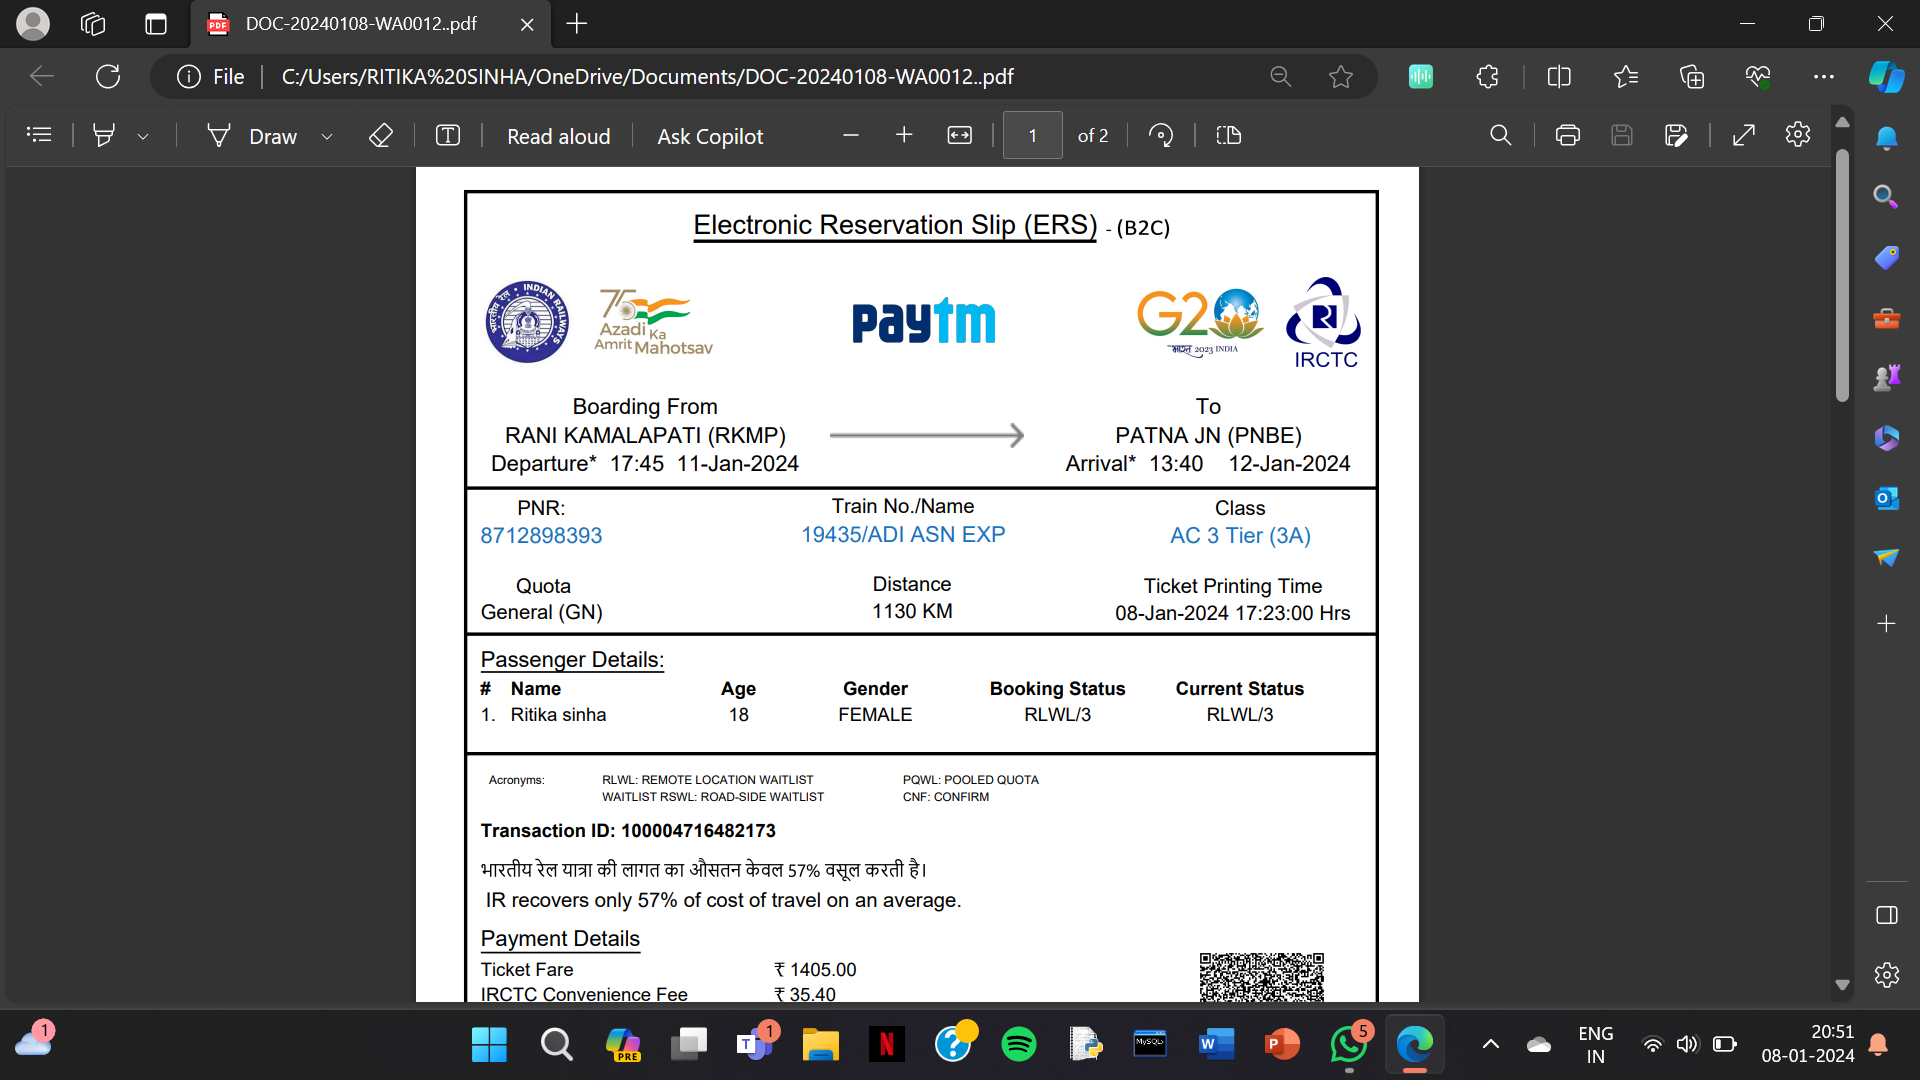 DOC-20240108-WA0012..pdf
File
C:/Users/RITIKA%20SINHA/OneDrive/Documents/DOC-20240108-WA0012..pdf
Draw
Read aloud
Ask Copilot
1 of 2
Electronic Reservation Slip (ERS) - (B2C)
भारतीय रेल INDIAN RAILWAYS
75
Azadi Ka
Amrit Mahotsav
paytm
G20
भारत 2023 INDIA
IRCTC
Boarding From
RANI KAMALAPATI (RKMP)
Departure* 17:45 11-Jan-2024
To
PATNA JN (PNBE)
Arrival* 13:40 12-Jan-2024
PNR:
8712898393
Train No./Name
19435/ADI ASN EXP
Class
AC 3 Tier (3A)
Quota
General (GN)
Distance
1130 KM
Ticket Printing Time
08-Jan-2024 17:23:00 Hrs
Passenger Details:
# Name Age Gender Booking Status Current Status
1. Ritika sinha 18 FEMALE RLWL/3 RLWL/3
Acronyms: RLWL: REMOTE LOCATION WAITLIST PQWL: POOLED QUOTA
WAITLIST RSWL: ROAD-SIDE WAITLIST CNF: CONFIRM
Transaction ID: 100004716482173
भारतीय रेल यात्रा की लागत का औसतन केवल 57% वसूल करती है।
IR recovers only 57% of cost of travel on an average.
Payment Details
Ticket Fare ₹ 1405.00
IRCTC Convenience Fee ₹ 35.40
1
PRE
1
MySQL
5
ENG
IN
20:51
08-01-2024